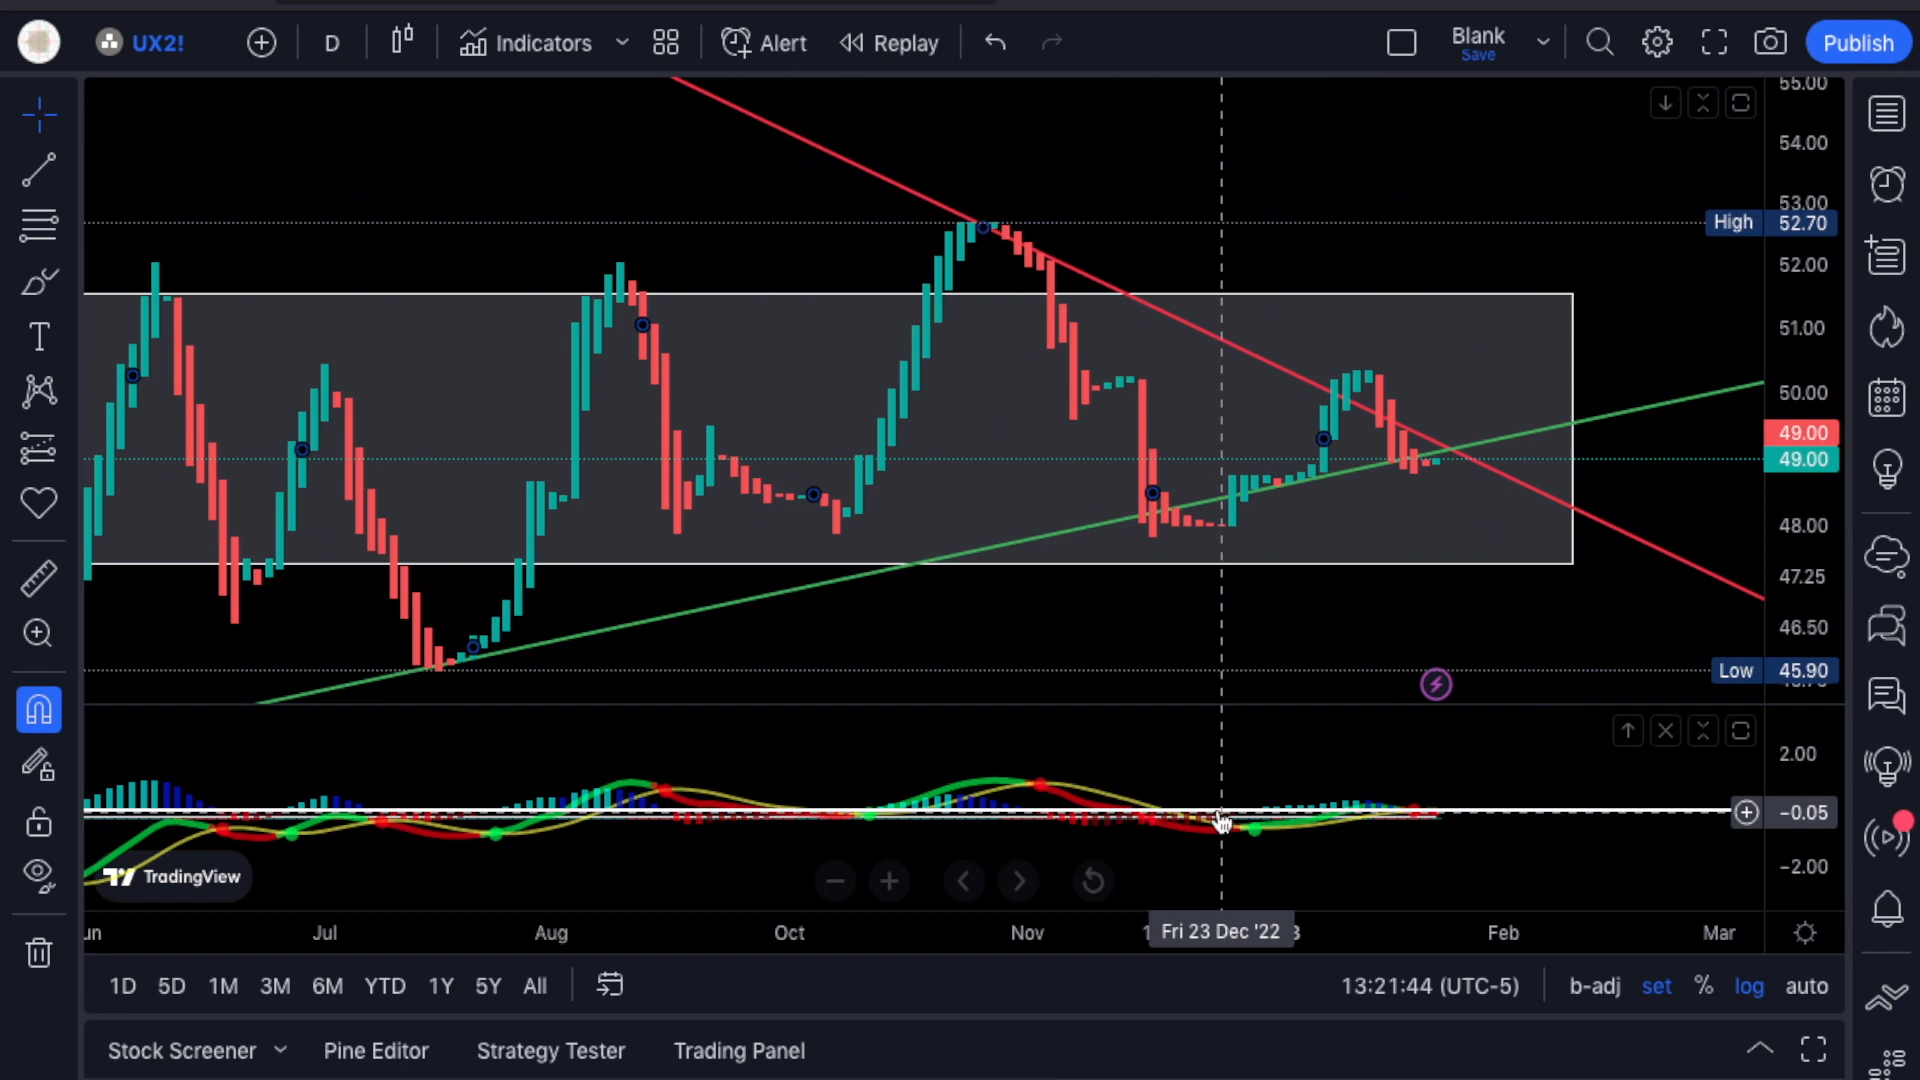 UX2!
D
Indicators
Alert
Replay
Blank
Save
Publish
55.00
54.00
53.00
High 52.70
52.00
51.00
50.00
49.00
49.00
48.00
47.25
46.50
Low 45.90
2.00
-0.05
−2.00
TradingView
un Jul Aug Oct Nov 1 Fri 23 Dec '22 3 Feb Mar
1D 5D 1M 3M 6M YTD 1Y 5Y All
13:21:44 (UTC-5) b-adj set % log auto
Stock Screener Pine Editor Strategy Tester Trading Panel